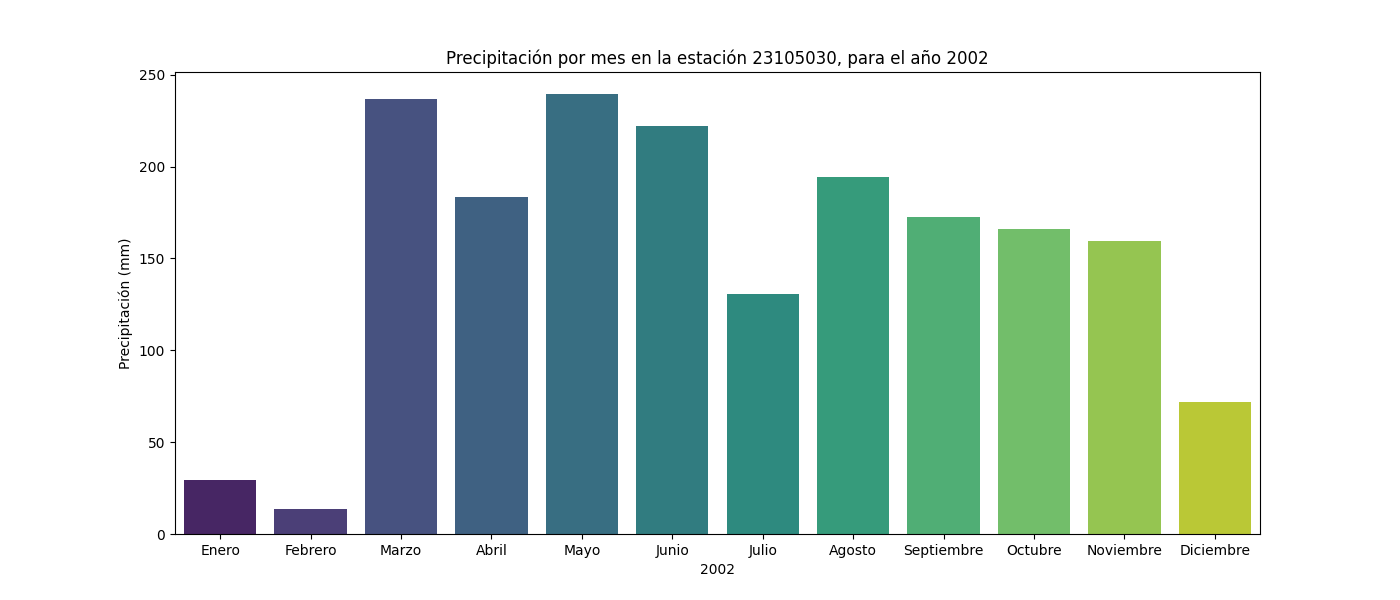 Precipitación por mes en la estación 23105030, para el año 2002
Precipitación (mm)
250
200
150
100
50
0
Enero Febrero Marzo Abril Mayo Junio Julio Agosto Septiembre Octubre Noviembre Diciembre
2002